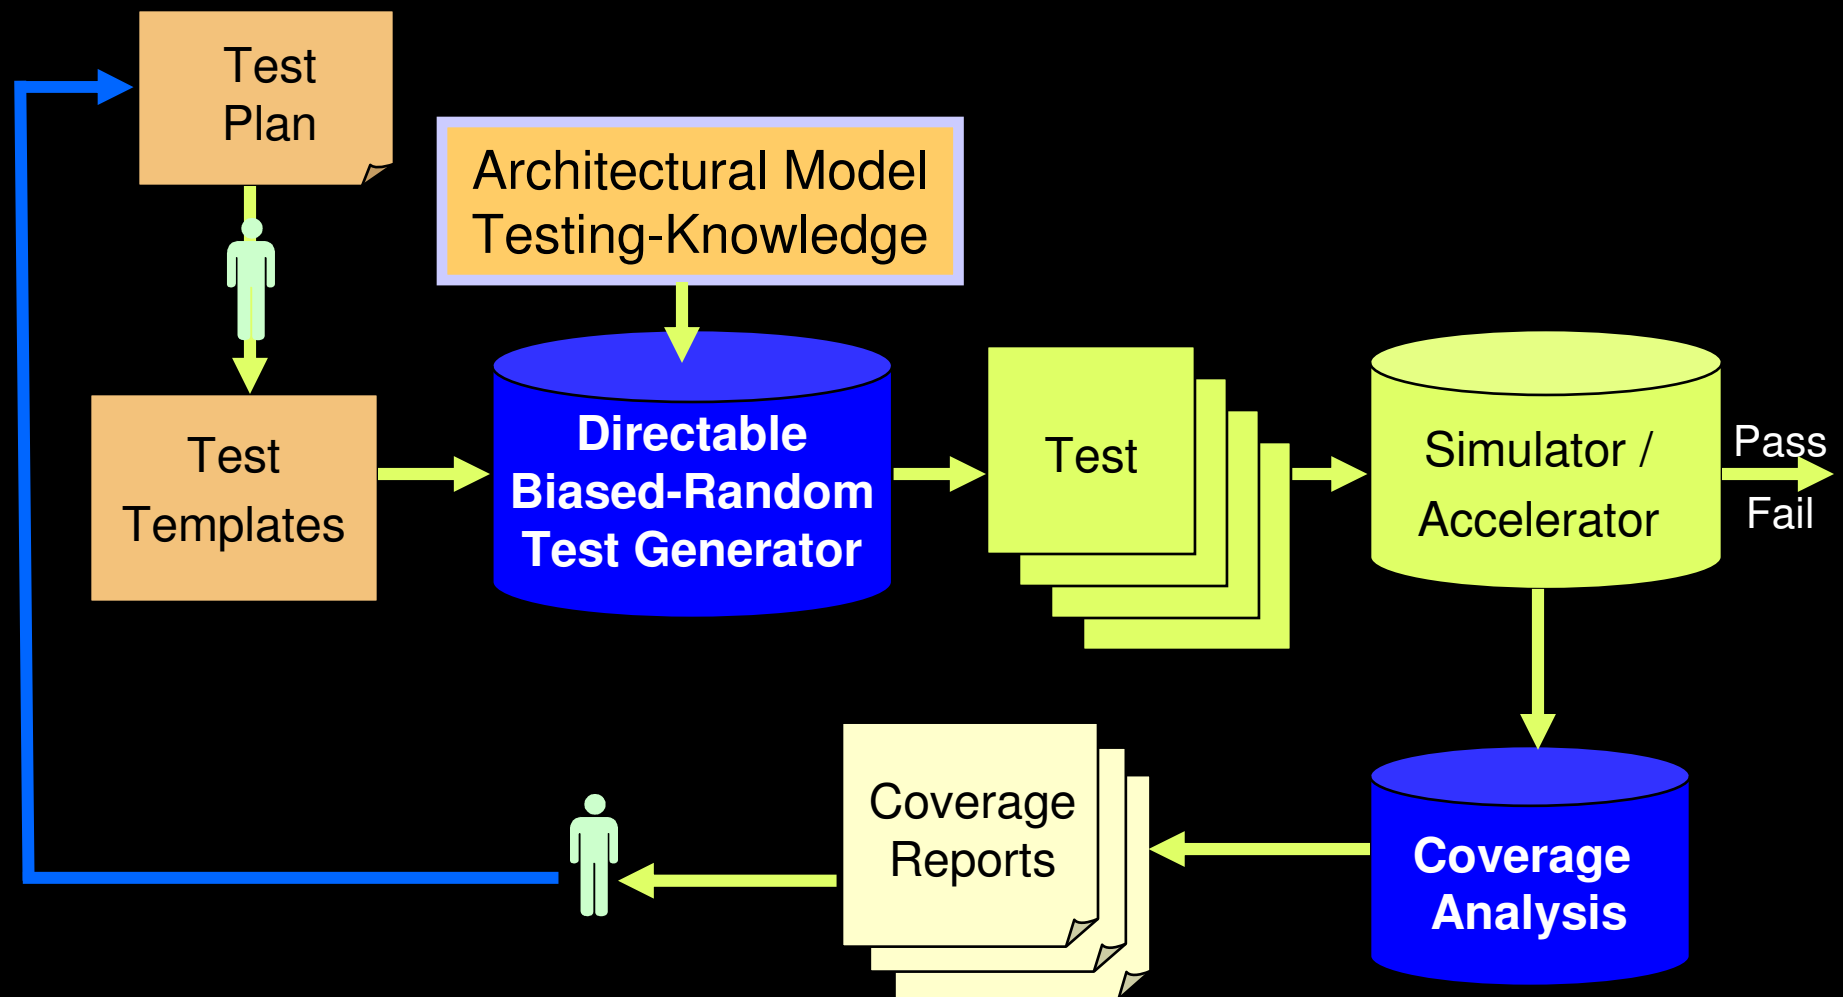 Test
Plan
Architectural Model
Testing-Knowledge
Test
Templates
Directable
Biased-Random
Test Generator
Test
Simulator /
Accelerator
Pass
Fail
Coverage
Reports
Coverage
Analysis